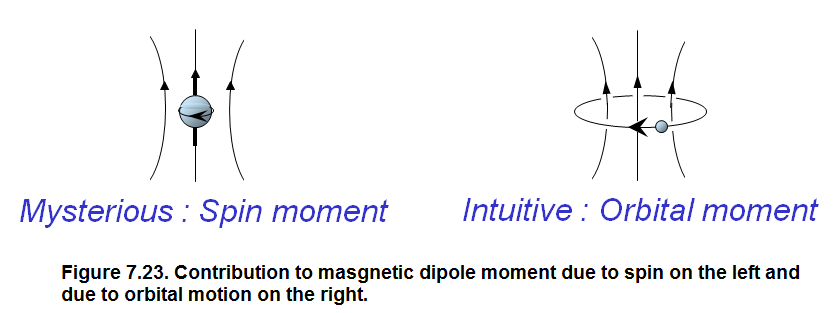 Mysterious : Spin moment
Intuitive : Orbital moment
Figure 7.23. Contribution to masgnetic dipole moment due to spin on the left and
due to orbital motion on the right.